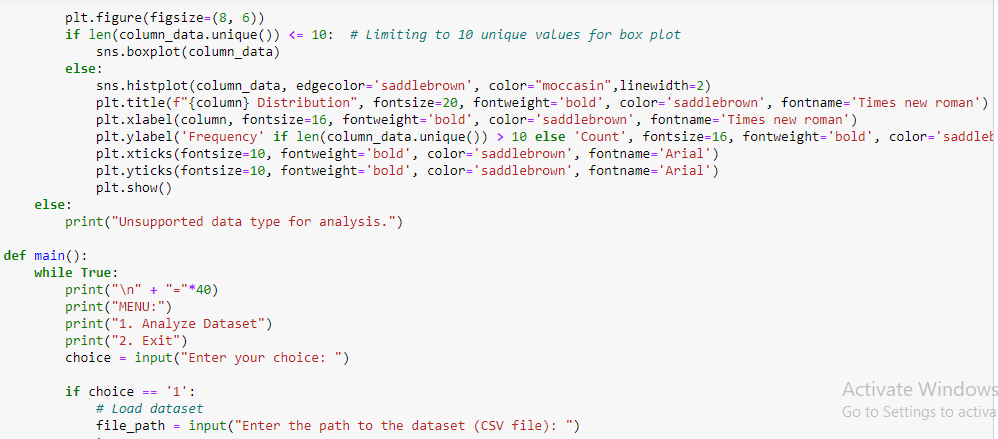 plt.figure(figsize=(8, 6))
if len(column_data.unique()) <= 10:  # Limiting to 10 unique values for box plot
sns.boxplot(column_data)
else:
sns.histplot(column_data, edgecolor='saddlebrown', color="moccasin",linewidth=2)
plt.title(f"{column} Distribution", fontsize=20, fontweight='bold', color='saddlebrown', fontname='Times new roman')
plt.xlabel(column, fontsize=16, fontweight='bold', color='saddlebrown', fontname='Times new roman')
plt.ylabel('Frequency' if len(column_data.unique()) > 10 else 'Count', fontsize=16, fontweight='bold', color='saddleb
plt.xticks(fontsize=10, fontweight='bold', color='saddlebrown', fontname='Arial')
plt.yticks(fontsize=10, fontweight='bold', color='saddlebrown', fontname='Arial')
plt.show()
else:
print("Unsupported data type for analysis.")
def main():
while True:
print("\n" + "="*40)
print("MENU:")
print("1. Analyze Dataset")
print("2. Exit")
choice = input("Enter your choice: ")
if choice == '1':
# Load dataset
file_path = input("Enter the path to the dataset (CSV file): ")
Activate Windows
Go to Settings to activa